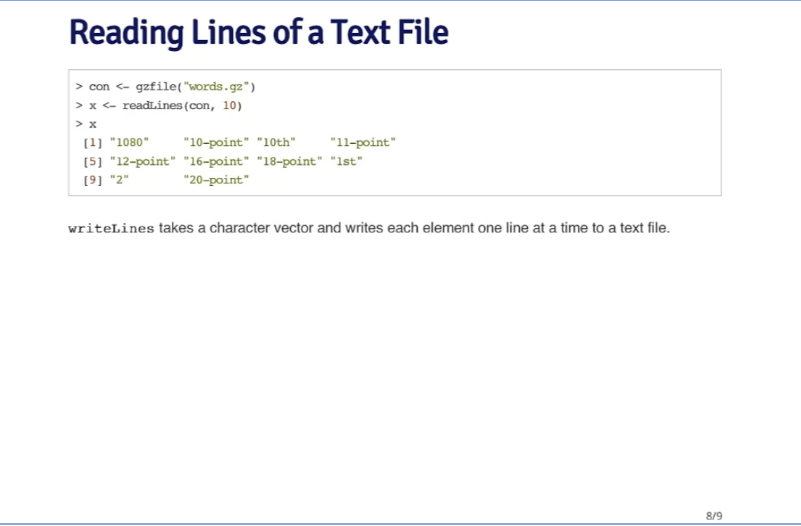 Reading Lines of a Text File
> con <- gzfile("words.gz")
> x <- readLines(con, 10)
> x
[1] "1080" "10-point" "10th" "11-point"
[5] "12-point" "16-point" "18-point" "1st"
[9] "2" "20-point"
writeLines takes a character vector and writes each element one line at a time to a text file.
8/9